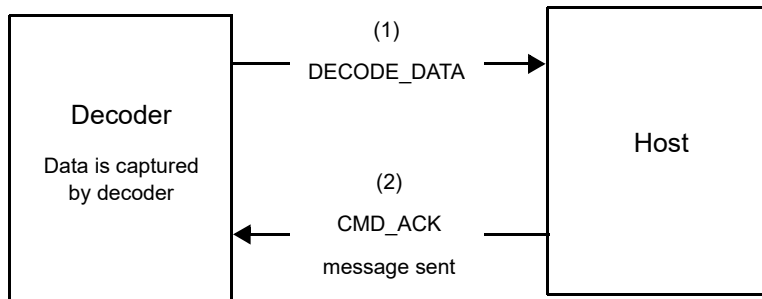 Decoder
Data is captured
by decoder
(1)
DECODE_DATA
(2)
CMD_ACK
message sent
Host